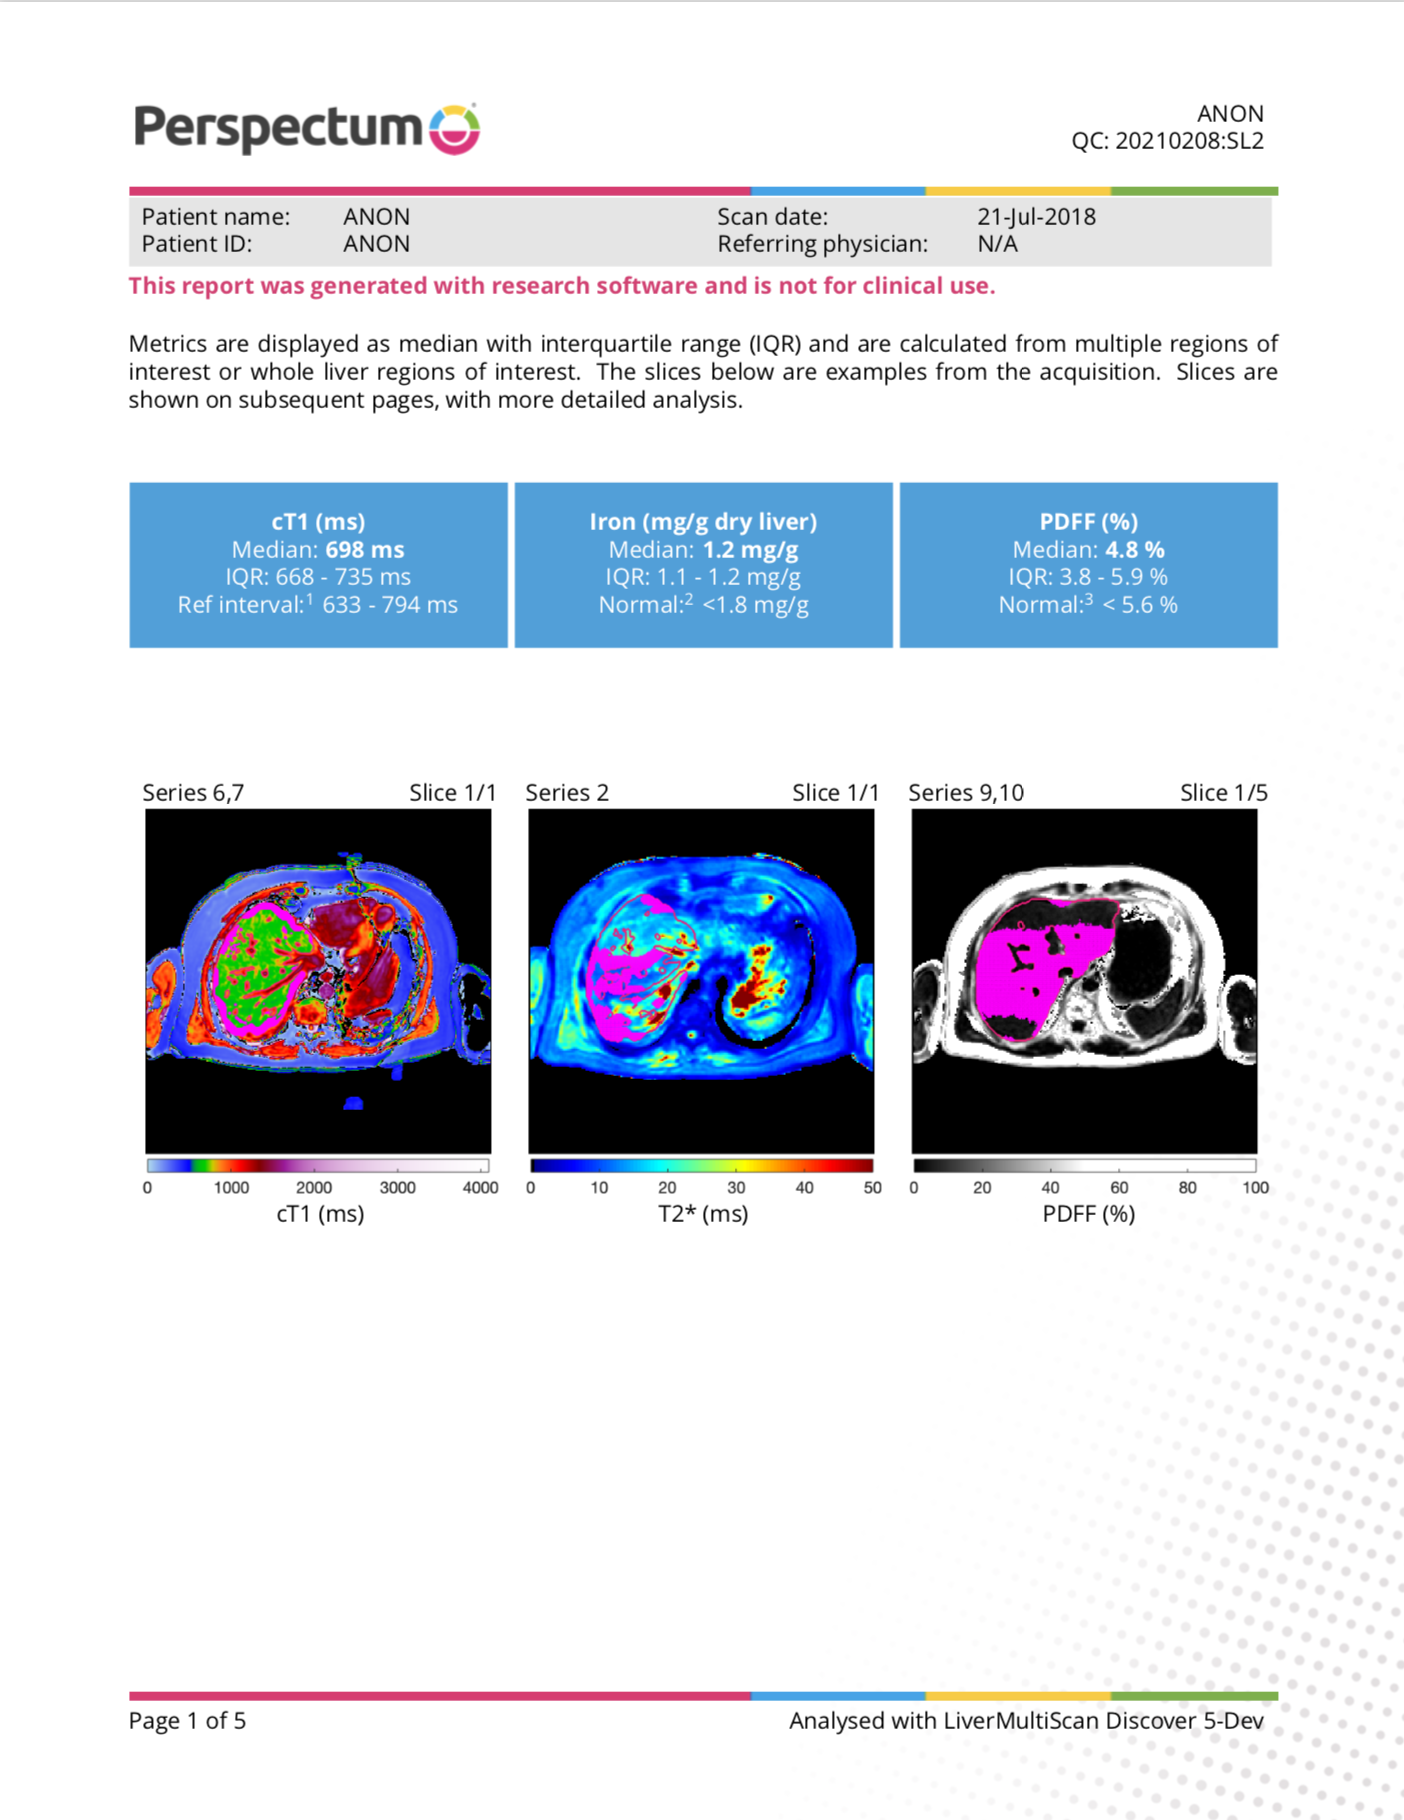 Perspectum
ANON
QC: 20210208:SL2
Patient name: ANON Scan date: 21-Jul-2018
Patient ID: ANON Referring physician: N/A
This report was generated with research software and is not for clinical use.
Metrics are displayed as median with interquartile range (IQR) and are calculated from multiple regions of
interest or whole liver regions of interest. The slices below are examples from the acquisition. Slices are
shown on subsequent pages, with more detailed analysis.
cT1 (ms)
Median: 698 ms
IQR: 668 - 735 ms
Ref interval:¹ 633 - 794 ms
Iron (mg/g dry liver)
Median: 1.2 mg/g
IQR: 1.1 - 1.2 mg/g
Normal:² <1.8 mg/g
PDFF (%)
Median: 4.8 %
IQR: 3.8 - 5.9 %
Normal:³ < 5.6 %
Series 6,7 Slice 1/1
0 1000 2000 3000 4000
cT1 (ms)
Series 2 Slice 1/1
0 10 20 30 40 50
T2* (ms)
Series 9,10 Slice 1/5
0 20 40 60 80 100
PDFF (%)
Page 1 of 5 Analysed with LiverMultiScan Discover 5-Dev